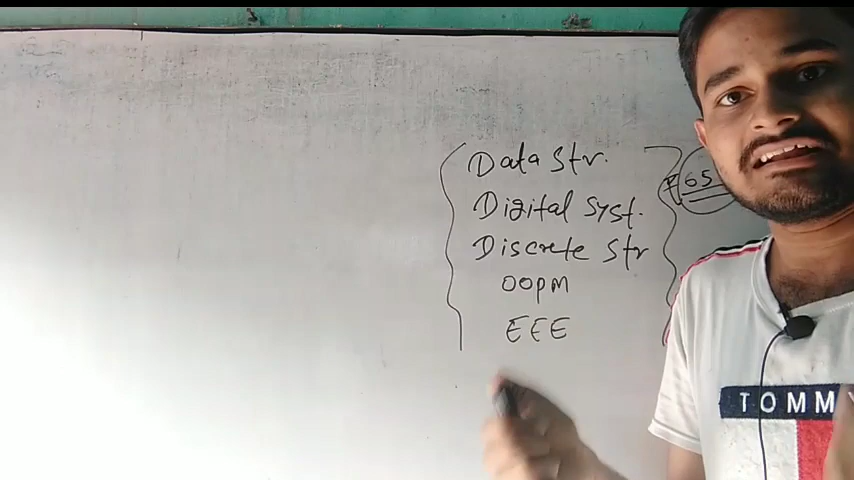 Data Str.
65
Digital Syst.
Discrete Str
OOPM
EEE
TOMMY